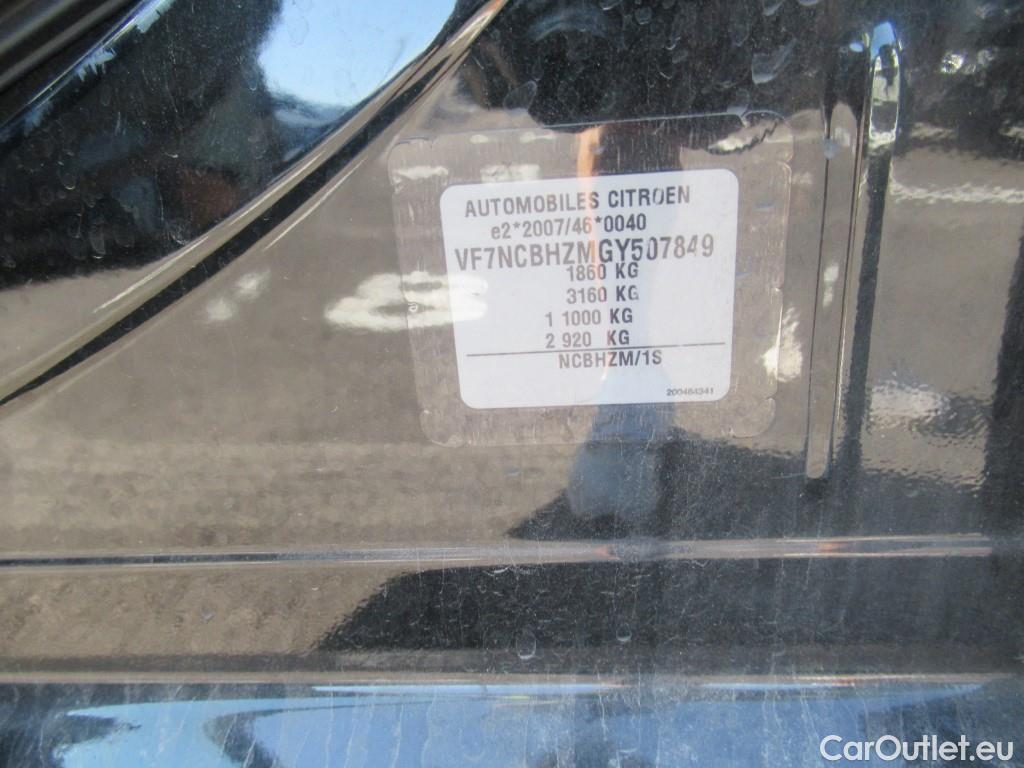 AUTOMOBILES CITROEN
e2*2007/46*0040
VF7NCBHZMGY507849
1860 KG
3160 KG
1 1000 KG
2 920 KG
NCBHZM/1S
200484341
CarOutlet.eu